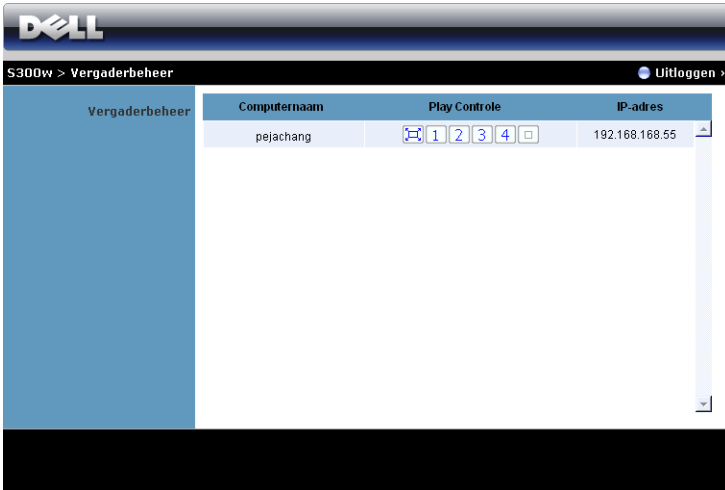 DELL
S300w > Vergaderbeheer
Uitloggen ›
Vergaderbeheer
Computernaam Play Controle IP-adres
pejachang 1 2 3 4 192.168.168.55